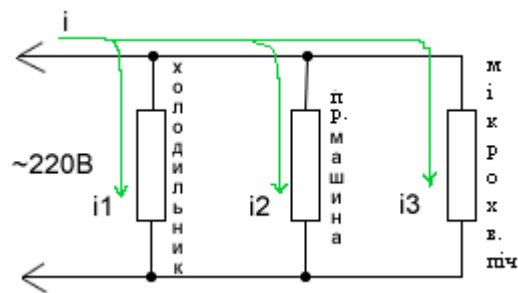 i
~220В
i1
холодильник
i2
пр. машина
i3
мікрохв. піч